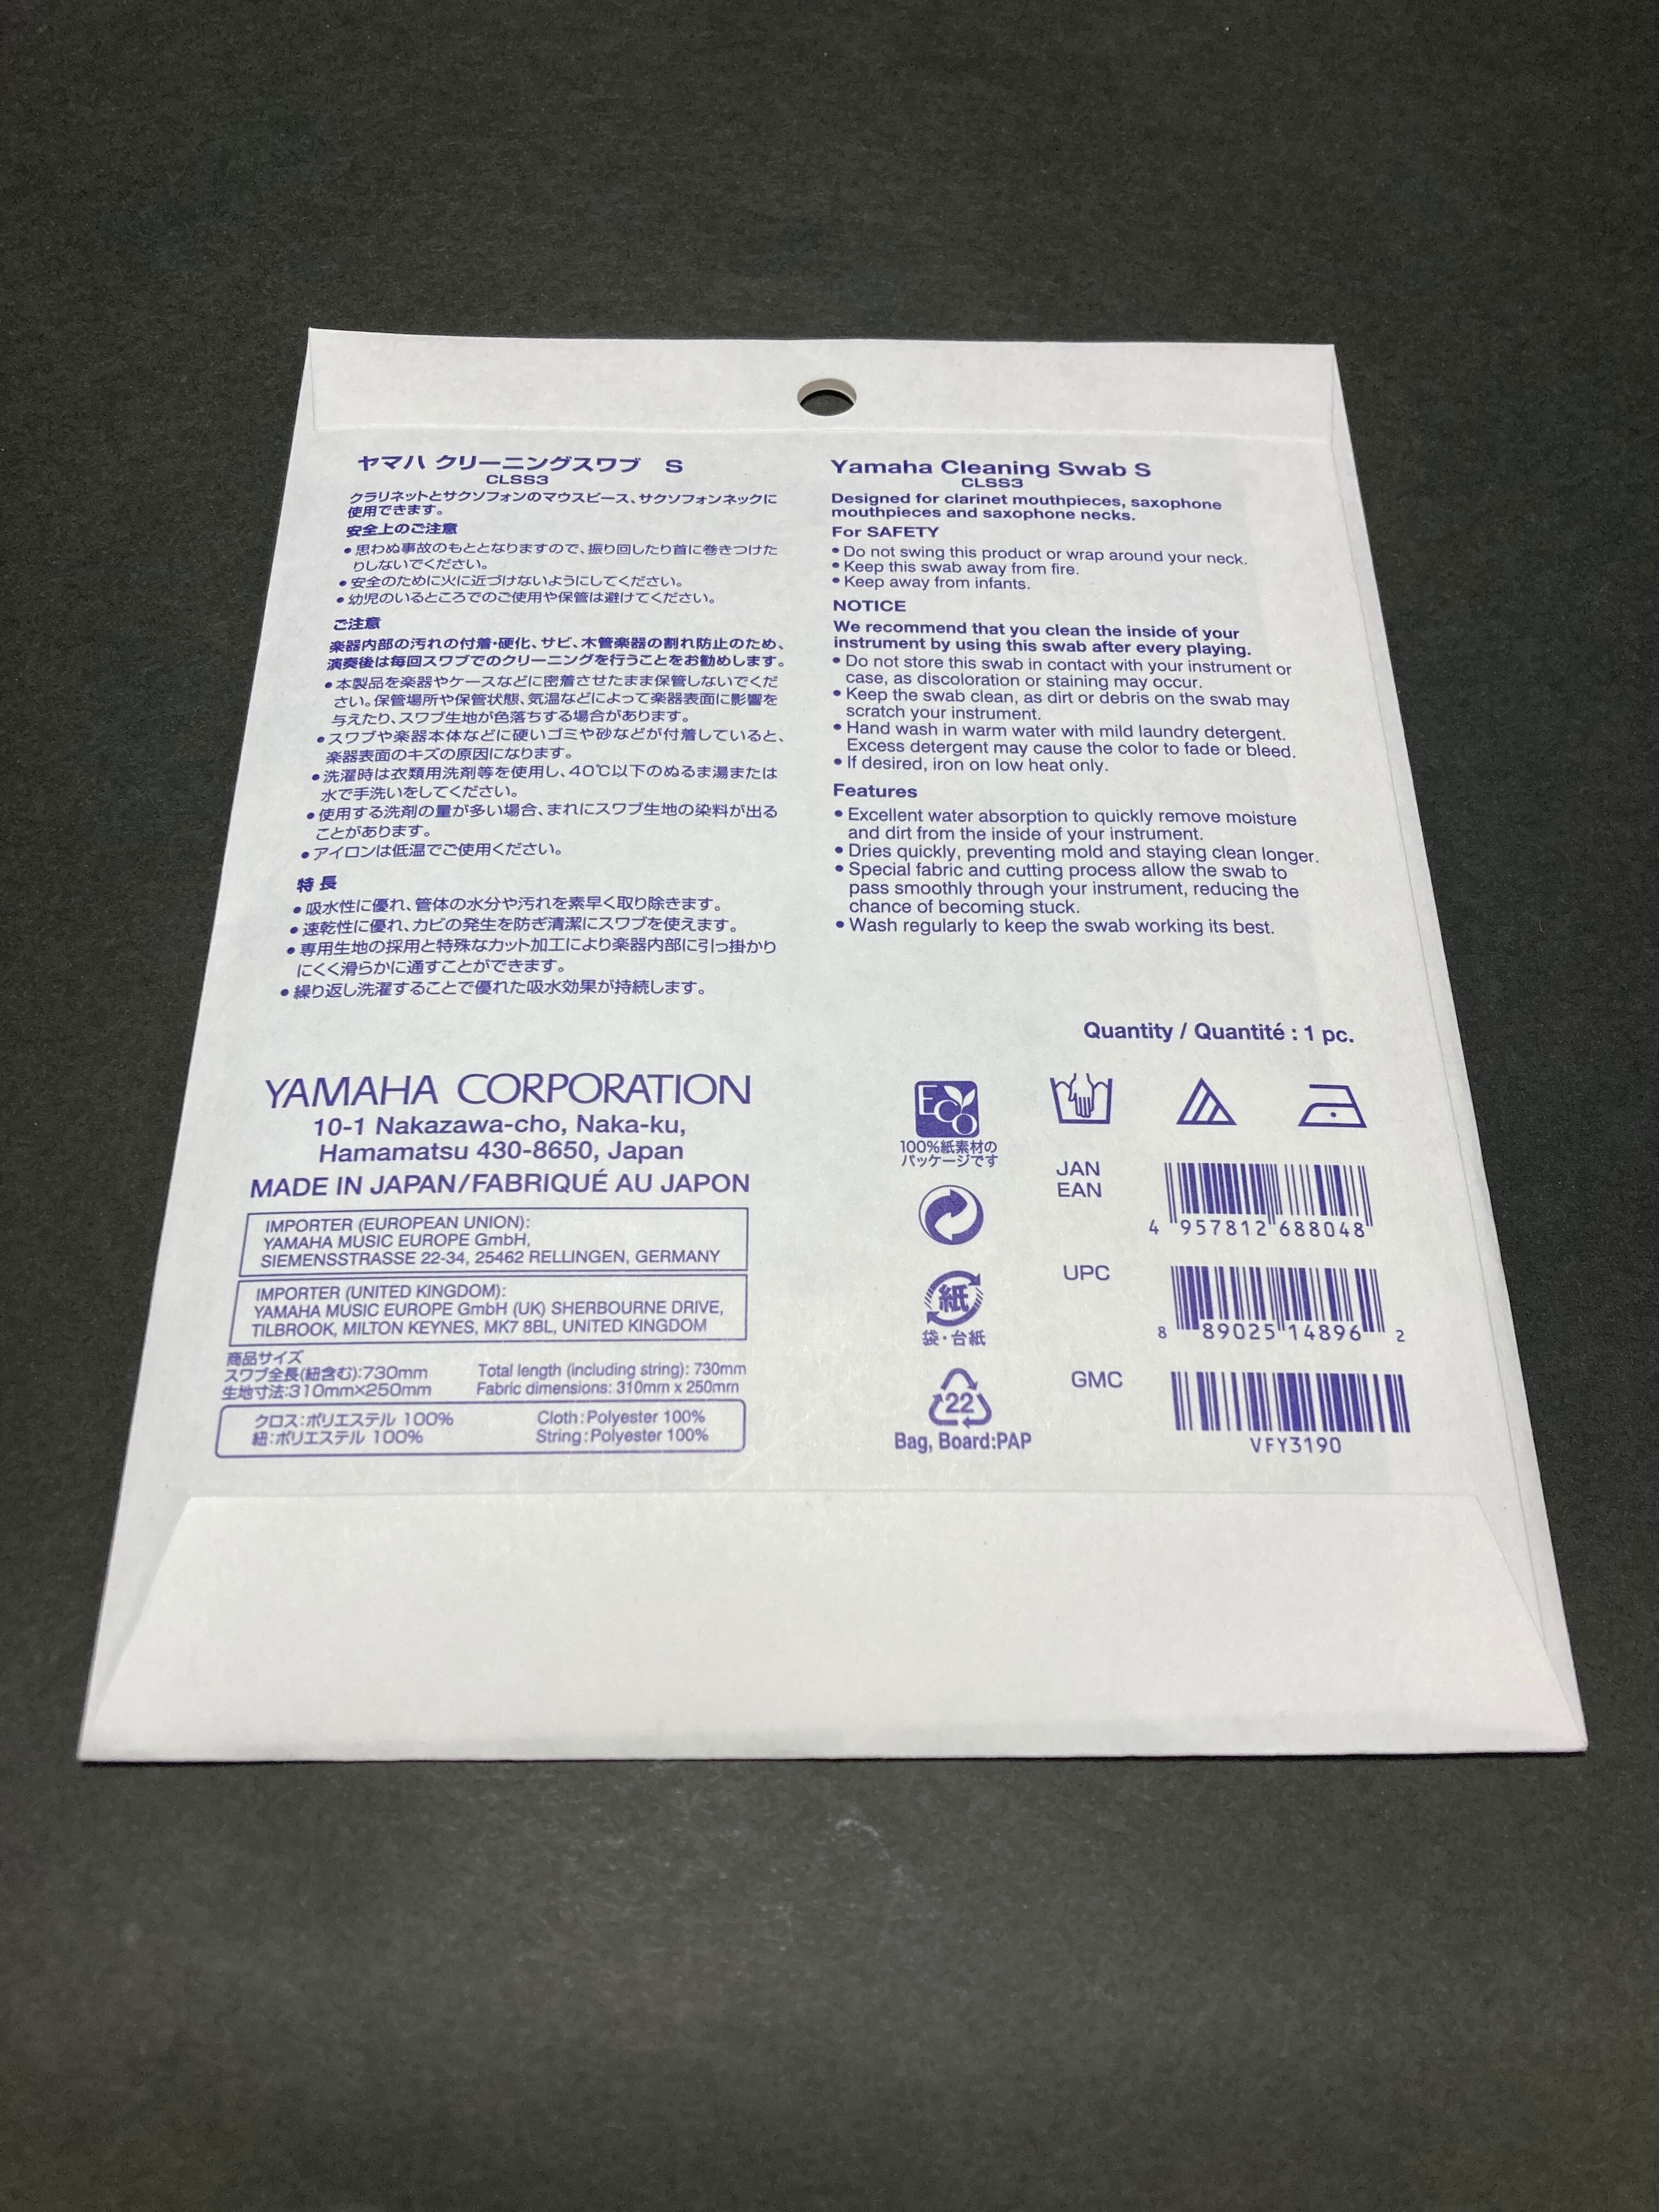 ヤマハ クリーニングスワブ S
CLSS3
クラリネットとサクソフォンのマウスピース、サクソフォンネックに
使用できます。
安全上のご注意
• 思わぬ事故のもととなりますので、振り回したり首に巻きつけた
りしないでください。
• 安全のために火に近づけないようにしてください。
• 幼児のいるところでのご使用や保管は避けてください。
ご注意
楽器内部の汚れの付着・硬化、サビ、木管楽器の割れ防止のため、
演奏後は毎回スワブでのクリーニングを行うことをお勧めします。
• 本製品を楽器やケースなどに密着させたまま保管しないでくだ
さい。保管場所や保管状態、気温などによって楽器表面に影響を
与えたり、スワブ生地が色落ちする場合があります。
• スワブや楽器本体などに硬いゴミや砂などが付着していると、
楽器表面のキズの原因になります。
• 洗濯時は衣類用洗剤等を使用し、40℃以下のぬるま湯または
水で手洗いをしてください。
• 使用する洗剤の量が多い場合、まれにスワブ生地の染料が出る
ことがあります。
• アイロンは低温でご使用ください。
特長
• 吸水性に優れ、管体の水分や汚れを素早く取り除きます。
• 速乾性に優れ、カビの発生を防ぎ清潔にスワブを使えます。
• 専用生地の採用と特殊なカット加工により楽器内部に引っ掛かり
にくく滑らかに通すことができます。
• 繰り返し洗濯することで優れた吸水効果が持続します。
Yamaha Cleaning Swab S
CLSS3
Designed for clarinet mouthpieces, saxophone
mouthpieces and saxophone necks.
For SAFETY
• Do not swing this product or wrap around your neck.
• Keep this swab away from fire.
• Keep away from infants.
NOTICE
We recommend that you clean the inside of your
instrument by using this swab after every playing.
• Do not store this swab in contact with your instrument or
case, as discoloration or staining may occur.
• Keep the swab clean, as dirt or debris on the swab may
scratch your instrument.
• Hand wash in warm water with mild laundry detergent.
Excess detergent may cause the color to fade or bleed.
• If desired, iron on low heat only.
Features
• Excellent water absorption to quickly remove moisture
and dirt from the inside of your instrument.
• Dries quickly, preventing mold and staying clean longer.
• Special fabric and cutting process allow the swab to
pass smoothly through your instrument, reducing the
chance of becoming stuck.
• Wash regularly to keep the swab working its best.
Quantity / Quantité : 1 pc.
YAMAHA CORPORATION
10-1 Nakazawa-cho, Naka-ku,
Hamamatsu 430-8650, Japan
MADE IN JAPAN/FABRIQUÉ AU JAPON
IMPORTER (EUROPEAN UNION):
YAMAHA MUSIC EUROPE GmbH,
SIEMENSSTRASSE 22-34, 25462 RELLINGEN, GERMANY
IMPORTER (UNITED KINGDOM):
YAMAHA MUSIC EUROPE GmbH (UK) SHERBOURNE DRIVE,
TILBROOK, MILTON KEYNES, MK7 8BL, UNITED KINGDOM
商品サイズ
スワブ全長(紐含む):730mm
生地寸法:310mm×250mm
Total length (including string): 730mm
Fabric dimensions: 310mm x 250mm
クロス:ポリエステル 100%
紐:ポリエステル 100%
Cloth:Polyester 100%
String:Polyester 100%
ECO
100%紙素材の
パッケージです
紙
袋・台紙
22
Bag, Board:PAP
JAN
EAN
4 957812 688048
UPC
8 89025 14896 2
GMC
VFY3190